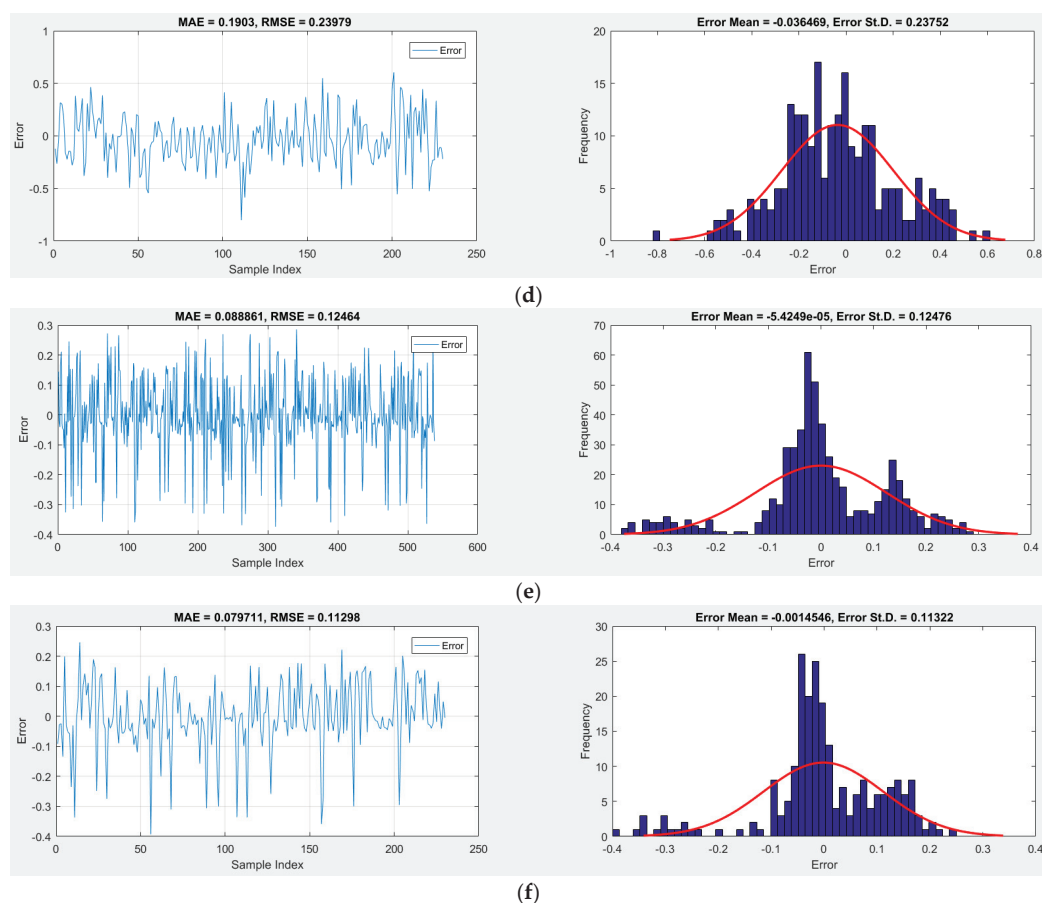 MAE = 0.1903, RMSE = 0.23979
1
0.5
0
-0.5
-1
Error
0 50 100 150 200 250
Sample Index
Error
Error Mean = -0.036469, Error St.D. = 0.23752
20
15
10
5
0
Frequency
-1 -0.8 -0.6 -0.4 -0.2 0 0.2 0.4 0.6 0.8
Error
(d)
MAE = 0.088861, RMSE = 0.12464
0.3
0.2
0.1
0
-0.1
-0.2
-0.3
-0.4
Error
0 100 200 300 400 500 600
Sample Index
Error
Error Mean = -5.4249e-05, Error St.D. = 0.12476
70
60
50
40
30
20
10
0
Frequency
-0.4 -0.3 -0.2 -0.1 0 0.1 0.2 0.3 0.4
Error
(e)
MAE = 0.079711, RMSE = 0.11298
0.3
0.2
0.1
0
-0.1
-0.2
-0.3
-0.4
Error
0 50 100 150 200 250
Sample Index
Error
Error Mean = -0.0014546, Error St.D. = 0.11322
30
25
20
15
10
5
0
Frequency
-0.4 -0.3 -0.2 -0.1 0 0.1 0.2 0.3 0.4
Error
(f)